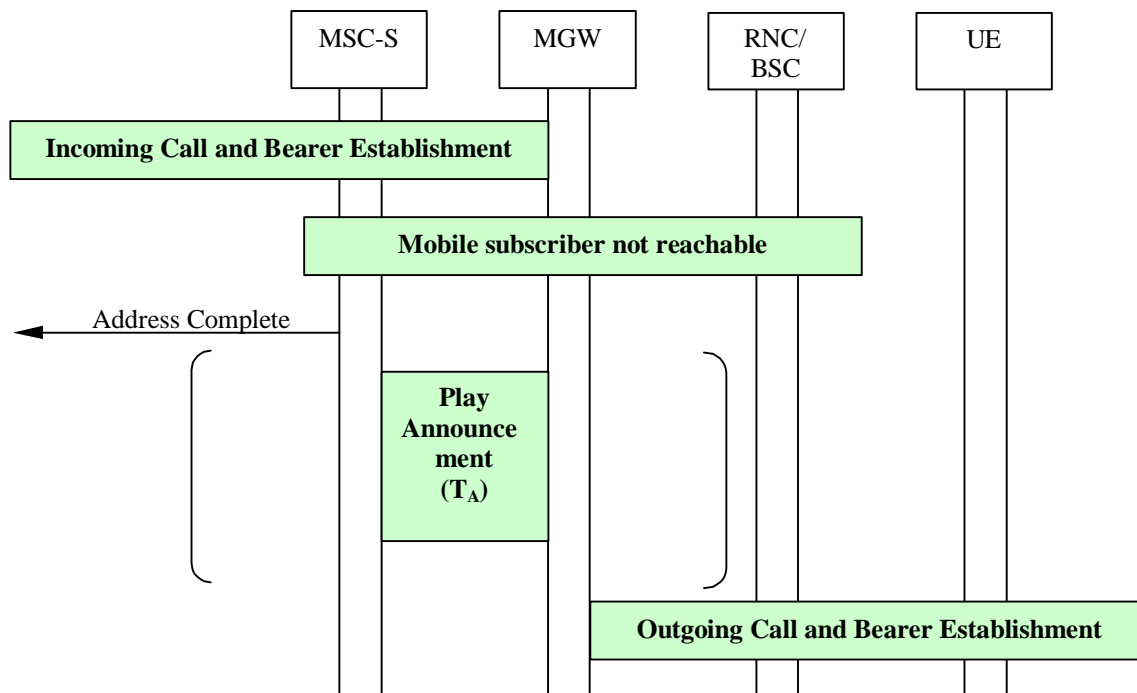 MSC-S
MGW
RNC/
BSC
UE
Incoming Call and Bearer Establishment
Mobile subscriber not reachable
Address Complete
Play
Announce
ment
(TA)
Outgoing Call and Bearer Establishment